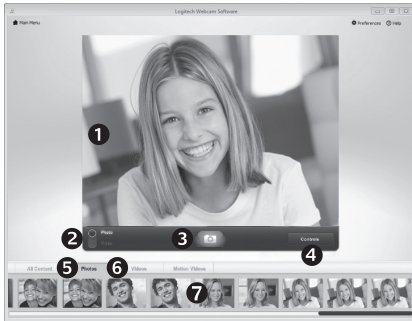 Logitech Webcam Software
Main Menu
Preferences Help
1
2 Photo
3
Controls
4
All Content 5 Photos 6 Videos Motion Videos
7